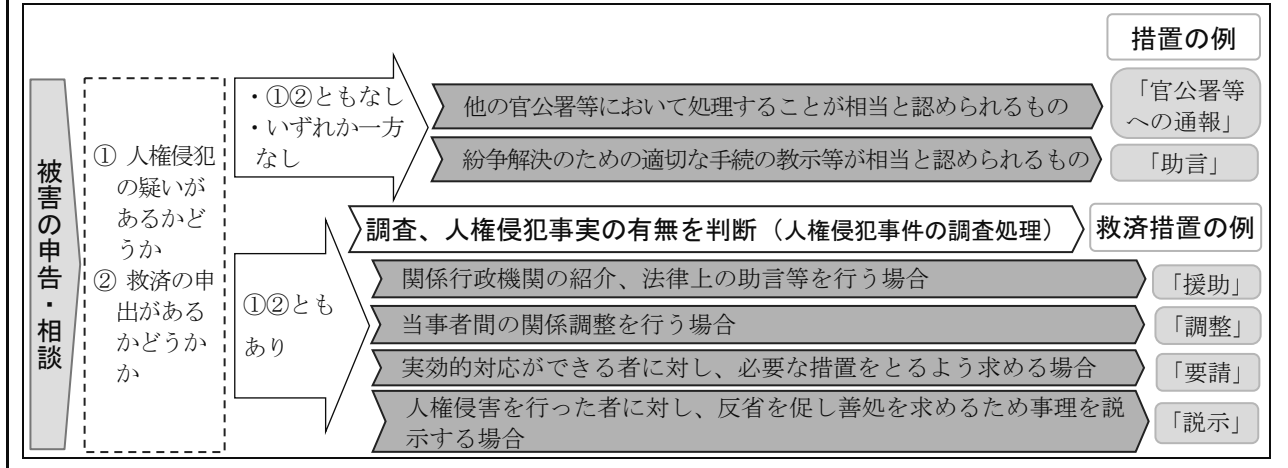 措置の例
被害の申告・相談
① 人権侵犯
の疑いが
あるかど
うか
② 救済の申
出がある
かどうか
か
・①②ともなし
・いずれか一方
なし
他の官公署等において処理することが相当と認められるもの
「官公署等
への通報」
紛争解決のための適切な手続の教示等が相当と認められるもの
「助言」
①②とも
あり
調査、人権侵犯事実の有無を判断（人権侵犯事件の調査処理）
救済措置の例
関係行政機関の紹介、法律上の助言等を行う場合
「援助」
当事者間の関係調整を行う場合
「調整」
実効的対応ができる者に対し、必要な措置をとるよう求める場合
「要請」
人権侵害を行った者に対し、反省を促し善処を求めるため事理を説
示する場合
「説示」